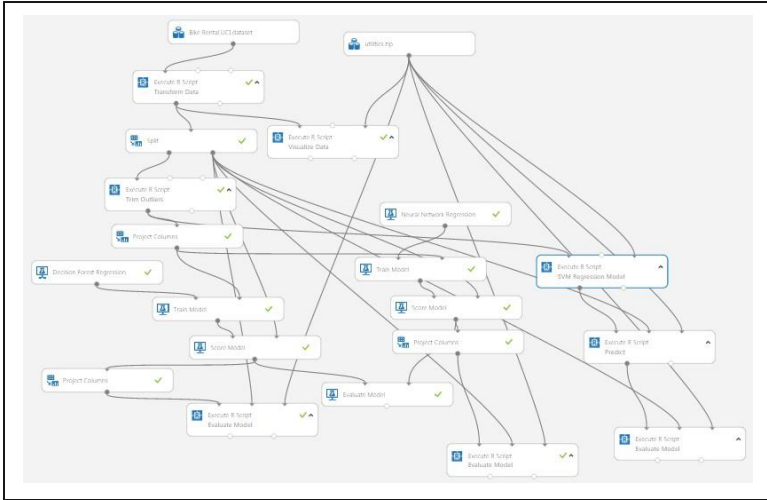 Bike Rental UCI dataset
utilities.zip
Execute R Script
Transform Data
Split
Execute R Script
Visualize Data
Execute R Script
Trim Outliers
Neural Network Regression
Project Columns
Decision Forest Regression
Train Model
Execute R Script
SVM Regression Model
Train Model
Score Model
Score Model
Project Columns
Execute R Script
Predict
Project Columns
Evaluate Model
Execute R Script
Evaluate Model
Execute R Script
Evaluate Model
Execute R Script
Evaluate Model